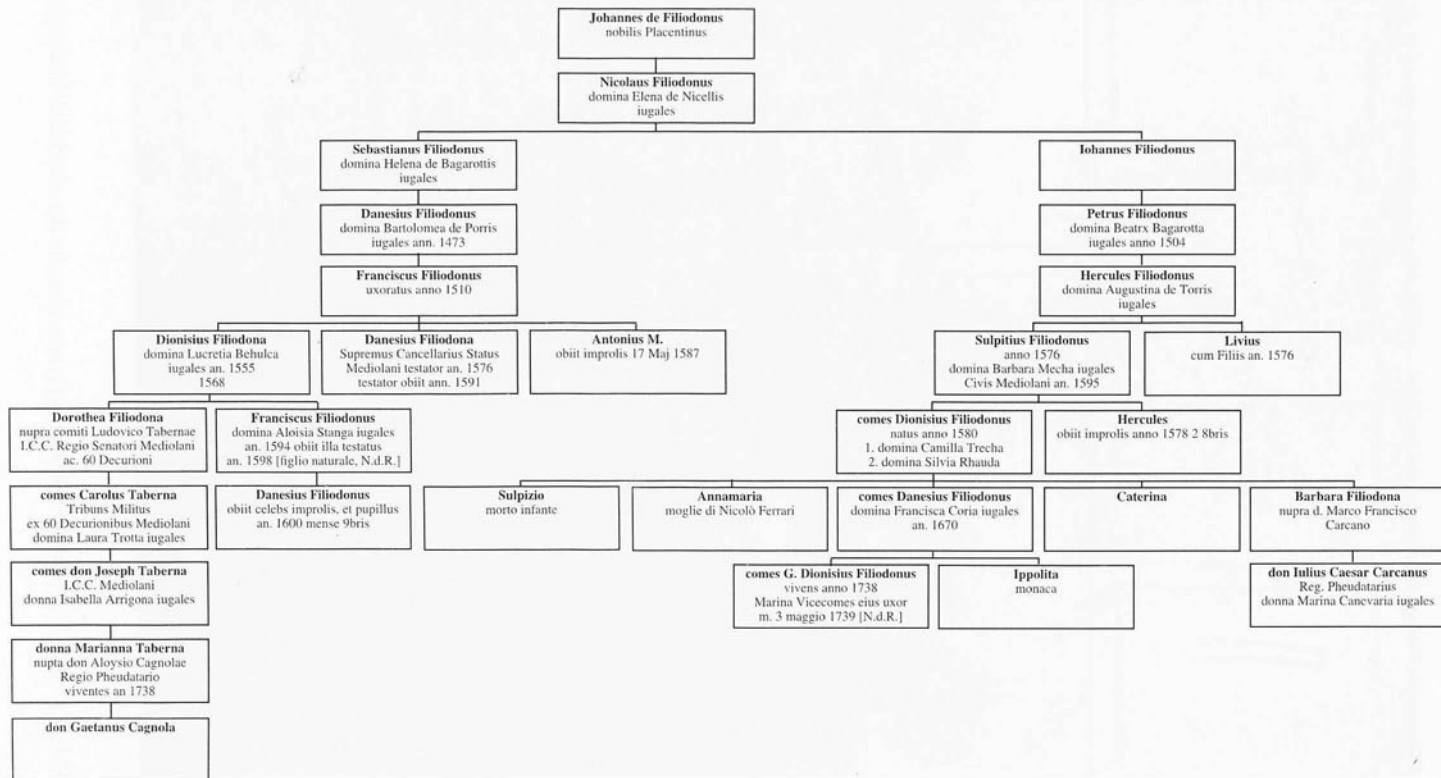 Johannes de Filiodonus
nobilis Placentinus
Nicolaus Filiodonus
domina Elena de Nicellis
iugales
Sebastianus Filiodonus
domina Helena de Bagarottis
iugales
Iohannes Filiodonus
Danesius Filiodonus
domina Bartolomea de Porris
iugales ann. 1473
Petrus Filiodonus
domina Beatrx Bagarotta
iugales anno 1504
Franciscus Filiodonus
uxoratus anno 1510
Hercules Filiodonus
domina Augustina de Torris
iugales
Dionisius Filiodona
domina Lucretia Behulca
iugales an. 1555
1568
Danesius Filiodona
Supremus Cancellarius Status
Mediolani testator an. 1576
testator obiit ann. 1591
Antonius M.
obiit improlis 17 Maj 1587
Sulpitius Filiodonus
anno 1576
domina Barbara Mecha iugales
Civis Mediolani an. 1595
Livius
cum Filiis an. 1576
Dorothea Filiodona
nupra comiti Ludovico Tabernae
I.C.C. Regio Senatori Mediolani
ac. 60 Decurioni
Franciscus Filiodonus
domina Aloisia Stanga iugales
an. 1594 obiit illa testatus
an. 1598 [figlio naturale, N.d.R.]
comes Dionisius Filiodonus
natus anno 1580
1. domina Camilla Trecha
2. domina Silvia Rhauda
Hercules
obiit improlis anno 1578 2 8bris
comes Carolus Taberna
Tribuns Militus
ex 60 Decurionibus Mediolani
domina Laura Trotta iugales
Danesius Filiodonus
obiit celebs improlis, et pupillus
an. 1600 mense 9bris
Sulpizio
morto infante
Annamaria
moglie di Nicolò Ferrari
comes Danesius Filiodonus
domina Francisca Coria iugales
an. 1670
Caterina
Barbara Filiodona
nupra d. Marco Francisco
Carcano
comes don Joseph Taberna
I.C.C. Mediolani
donna Isabella Arrigona iugales
comes G. Dionisius Filiodonus
vivens anno 1738
Marina Vicecomes eius uxor
m. 3 maggio 1739 [N.d.R.]
Ippolita
monaca
don Iulius Caesar Carcanus
Reg. Pheudatarius
donna Marina Canevaria iugales
donna Marianna Taberna
nupta don Aloysio Cagnolae
Regio Pheudatario
viventes an 1738
don Gaetanus Cagnola